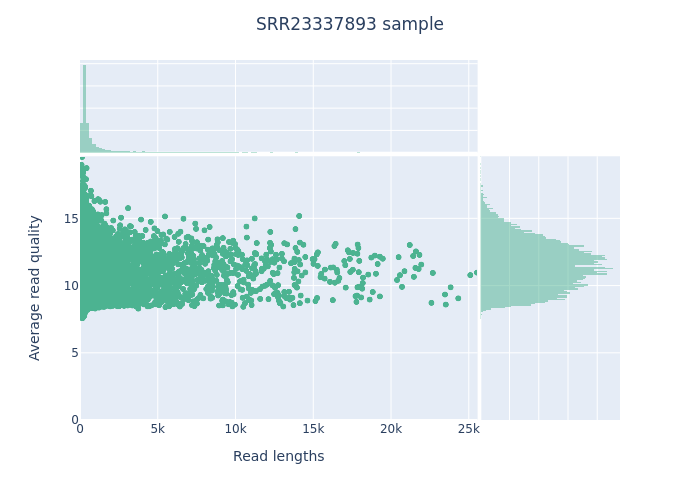 SRR23337893 sample
Average read quality
15
10
5
0
0 5k 10k 15k 20k 25k
Read lengths